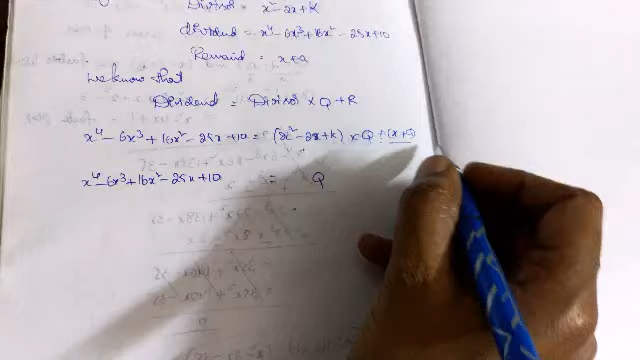 Divisor = x² - 2x + K
dividend = x⁴ - 6x³ + 16x² - 25x + 10
Remaind = x + a
We know that
Dividend = Divisor × Q + R
x⁴ - 6x³ + 16x² - 25x + 10 = (x² - 2x + k) × Q + (x + a)
x⁴ - 6x³ + 16x² - 25x + 10 = Q